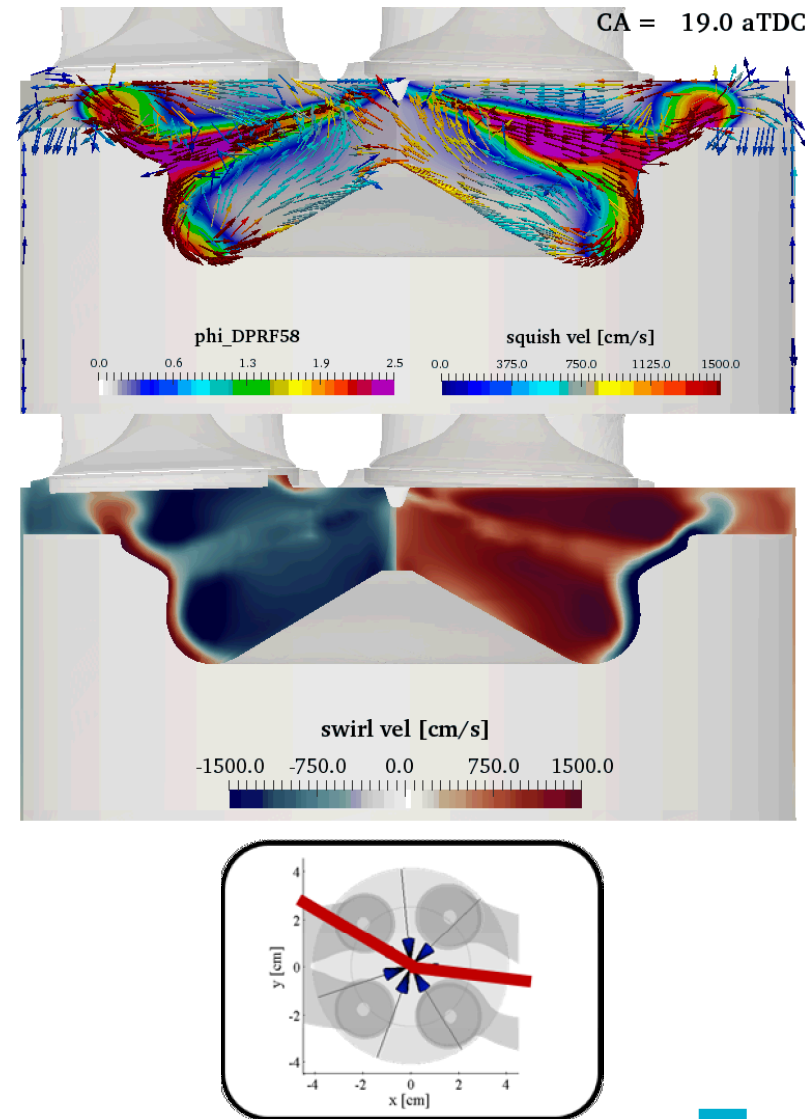 CA = 19.0 aTDC
phi_DPRF58
0.0 0.6 1.3 1.9 2.5
squish vel [cm/s]
0.0 375.0 750.0 1125.0 1500.0
swirl vel [cm/s]
-1500.0 -750.0 0.0 750.0 1500.0
y [cm]
4
2
0
-2
-4
-4 -2 0 2 4
x [cm]